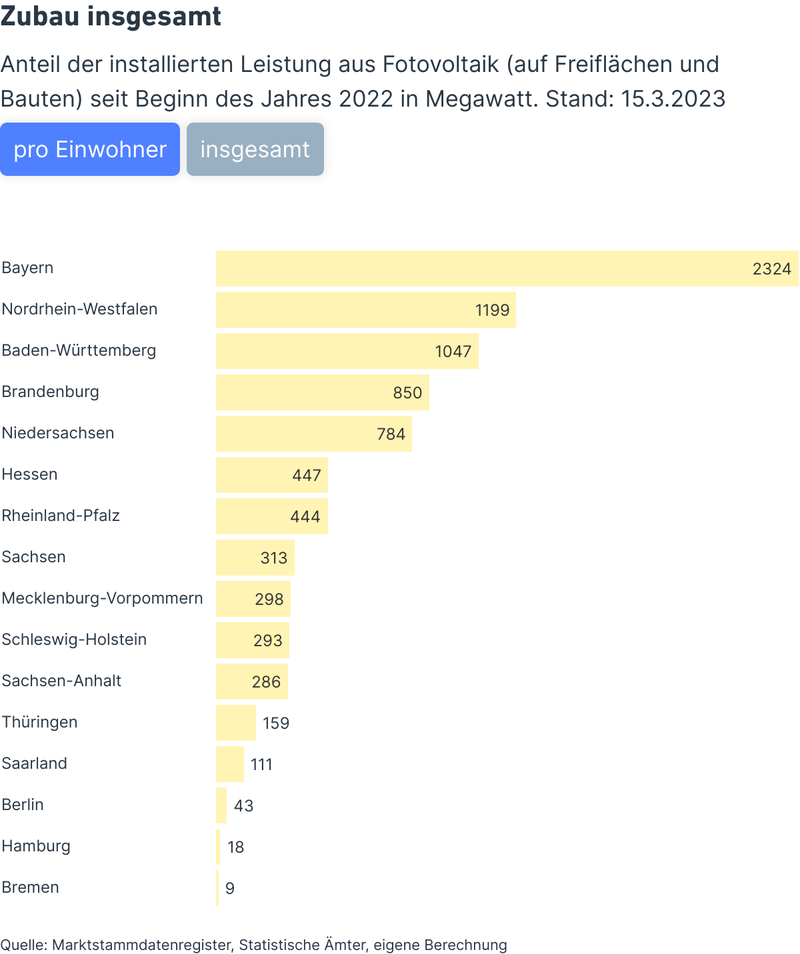 Zubau insgesamt
Anteil der installierten Leistung aus Fotovoltaik (auf Freiflächen und
Bauten) seit Beginn des Jahres 2022 in Megawatt. Stand: 15.3.2023
pro Einwohner insgesamt
Bayern 2324
Nordrhein-Westfalen 1199
Baden-Württemberg 1047
Brandenburg 850
Niedersachsen 784
Hessen 447
Rheinland-Pfalz 444
Sachsen 313
Mecklenburg-Vorpommern 298
Schleswig-Holstein 293
Sachsen-Anhalt 286
Thüringen 159
Saarland 111
Berlin 43
Hamburg 18
Bremen 9
Quelle: Marktstammdatenregister, Statistische Ämter, eigene Berechnung